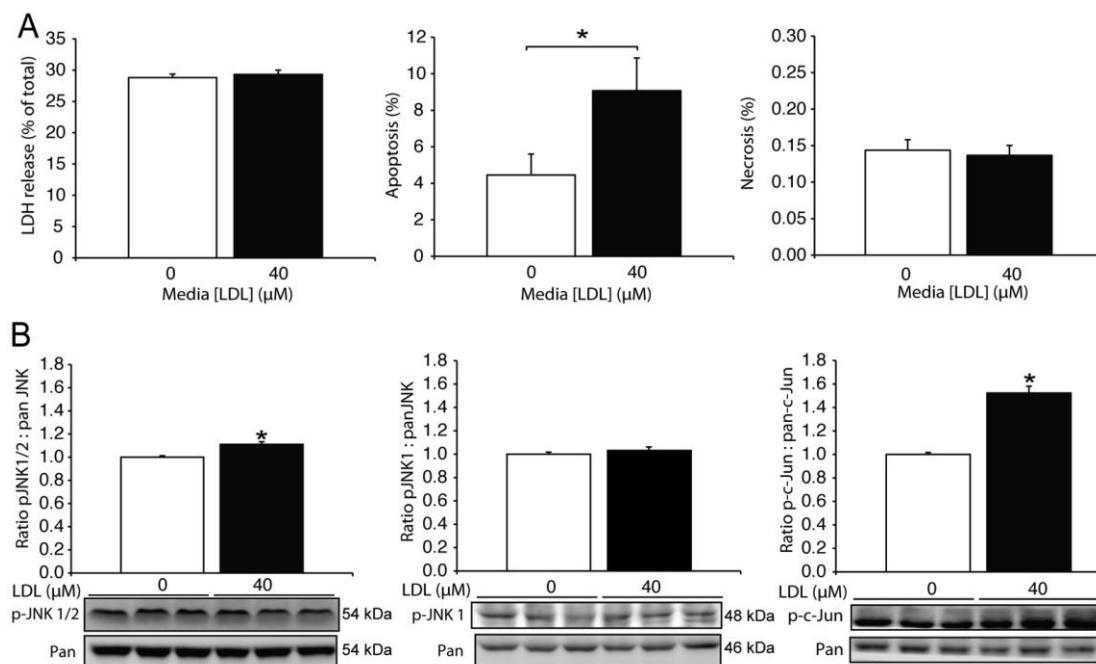 A
LDH release (% of total)
40
35
30
25
20
15
10
5
0
0 40
Media [LDL] (µM)
Apoptosis (%)
12
10
8
6
4
2
0
*
0 40
Media [LDL] (µM)
Necrosis (%)
0.30
0.25
0.20
0.15
0.10
0.05
0.00
0 40
Media [LDL] (µM)
B
Ratio pJNK1/2 : pan JNK
1.8
1.6
1.4
1.2
1.0
0.8
0.6
0.4
0.2
0.0
*
LDL (µM) 0 40
p-JNK 1/2 54 kDa
Pan 54 kDa
Ratio pJNK1 : panJNK
1.8
1.6
1.4
1.2
1.0
0.8
0.6
0.4
0.2
0.0
LDL (µM) 0 40
p-JNK 1 48 kDa
Pan 46 kDa
Ratio p-c-Jun : pan-c-Jun
1.8
1.6
1.4
1.2
1.0
0.8
0.6
0.4
0.2
0.0
*
LDL (µM) 0 40
p-c-Jun
Pan